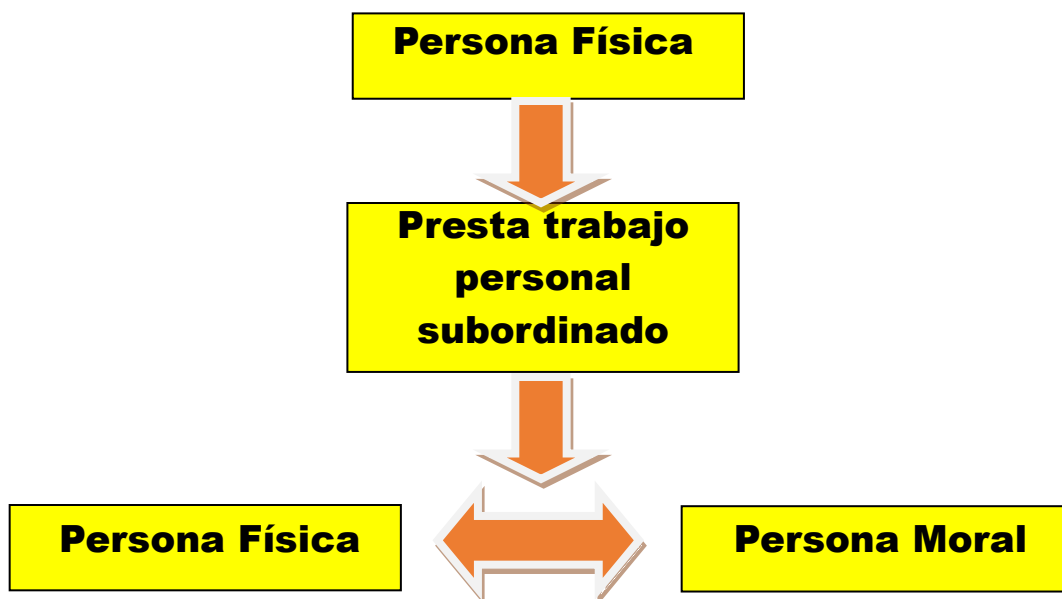 Persona Física
Presta trabajo
personal
subordinado
Persona Física
Persona Moral